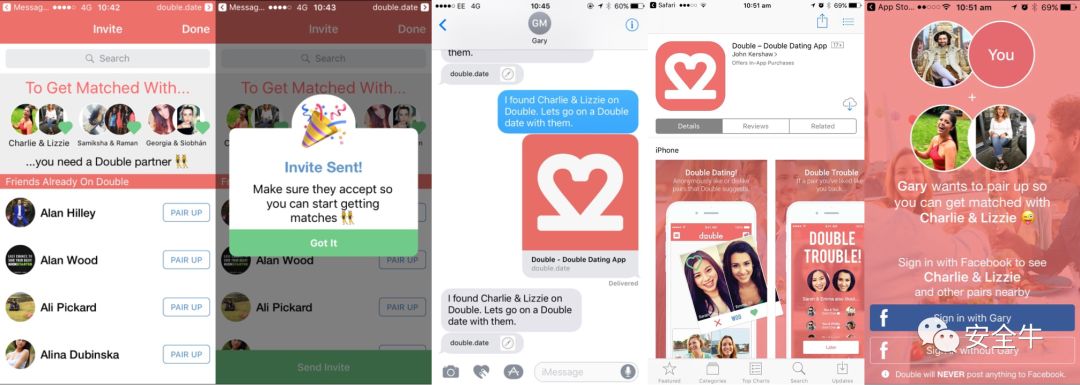 Messag... 10:42 double.date
Invite Done
Search
To Get Matched With...
Charlie & Lizzie Samiksha & Raman Georgia & Siobhán
...you need a Double partner
Friends Already On Double
Alan Hilley PAIR UP
Alan Wood PAIR UP
Ali Pickard PAIR UP
Alina Dubinska PAIR UP
Messag... 4G 10:43 double.date
Invite Done
Search
To Get Matched With...
Invite Sent!
Make sure they accept so
you can start getting
matches
Got It
Alan Wood PAIR UP
Ali Pickard PAIR UP
Send Invite
EE 4G 10:45 60%
GM
Gary
them.
double.date
I found Charlie & Lizzie on
Double. Lets go on a Double
date with them.
Double - Double Dating App
double.date
Delivered
I found Charlie & Lizzie on
Double. Lets go on a Double
date with them.
double.date
iMessage
Safari 10:51 am 69%
Double – Double Dating App 17+
John Kershaw >
Offers In-App Purchases
Details Reviews Related
iPhone
Double Dating!
Anonymously like or dislike
pairs that Double suggests.
double
WOO
Double Trouble
If a pair you've liked like
you back...
DOUBLE
TROUBLE!
Sarah & Emma also liked...
Later
Featured Categories Top Charts Search Updates
App Sto... 10:51 am 69%
You
+
Gary wants to pair up so
you can get matched with
Charlie & Lizzie
Sign in with Facebook to see
Charlie & Lizzie
and other pairs nearby
f Sign in with Gary
f Sign in without Gary
Double will NEVER post anything to Facebook.
安全牛